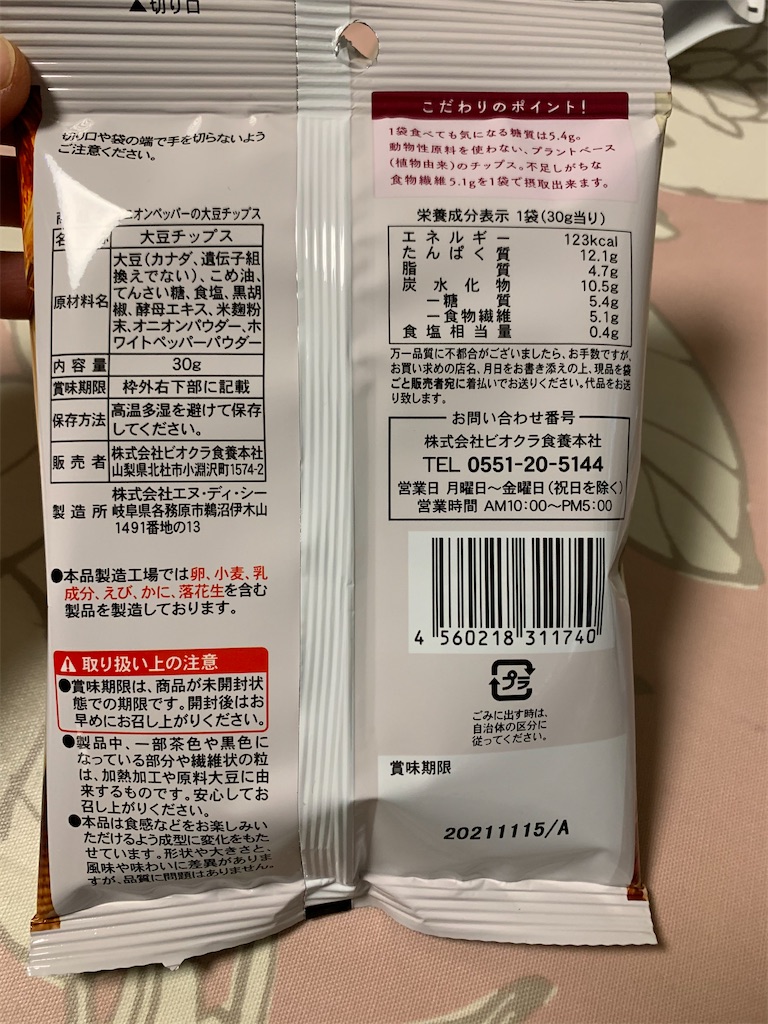 ▲切り口
切り口や袋の端で手を切らないよう
ご注意ください。
ニオンペッパーの大豆チップス
大豆チップス
原材料名
大豆(カナダ、遺伝子組
換えでない)、こめ油、
てんさい糖、食塩、黒胡
椒、酵母エキス、米麹粉
末、オニオンパウダー、ホ
ワイトペッパーパウダー
内容量 30g
賞味期限 枠外右下部に記載
保存方法 高温多湿を避けて保存
してください。
販売者 株式会社ビオクラ食養本社
山梨県北杜市小淵沢町1574-2
製造所 株式会社エヌ・ディ・シー
岐阜県各務原市鵜沼伊木山
1491番地の13
●本品製造工場では卵、小麦、乳
成分、えび、かに、落花生を含む
製品を製造しております。
取り扱い上の注意
●賞味期限は、商品が未開封状
態での期限です。開封後はお
早めにお召し上がりください。
●製品中、一部茶色や黒色に
なっている部分や繊維状の粒
は、加熱加工や原料大豆に由
来するものです。安心してお
召し上がりください。
●本品は食感などをお楽しみい
ただけるよう成型に変化をもた
せています。形状や大きさと、
風味や味わいに差異がありま
すが、品質に問題はありません。
こだわりのポイント!
1袋食べても気になる糖質は5.4g。
動物性原料を使わない、プラントベース
(植物由来)のチップス。不足しがちな
食物繊維5.1gを1袋で摂取出来ます。
栄養成分表示 1袋(30g当り)
エネルギー 123kcal
たんぱく質 12.1g
脂質 4.7g
炭水化物 10.5g
－糖質 5.4g
－食物繊維 5.1g
食塩相当量 0.4g
万一品質に不都合がございましたら、お手数ですが、
お買い求めの店名、月日をお書き添えの上、現品を袋
ごと販売者宛に着払いでお送りください。代品をお送
り致します。
お問い合わせ番号
株式会社ビオクラ食養本社
TEL 0551-20-5144
営業日 月曜日～金曜日(祝日を除く)
営業時間 AM10:00～PM5:00
4 560218 311740
プラ
ごみに出す時は、
自治体の区分に
従ってください。
賞味期限
20211115/A